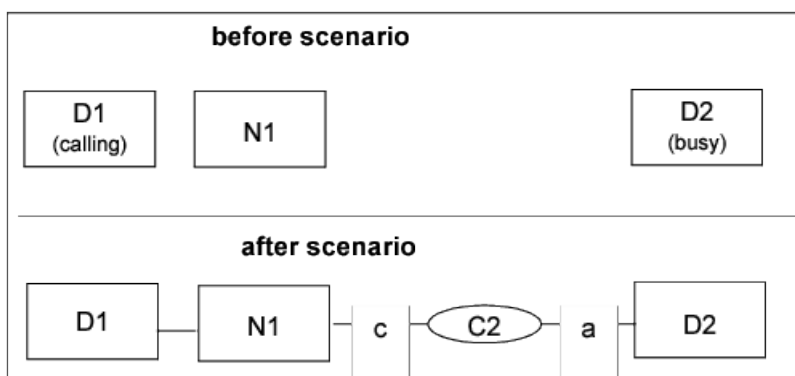 before scenario
D1
(calling)
N1
D2
(busy)
after scenario
D1
N1
c
C2
a
D2